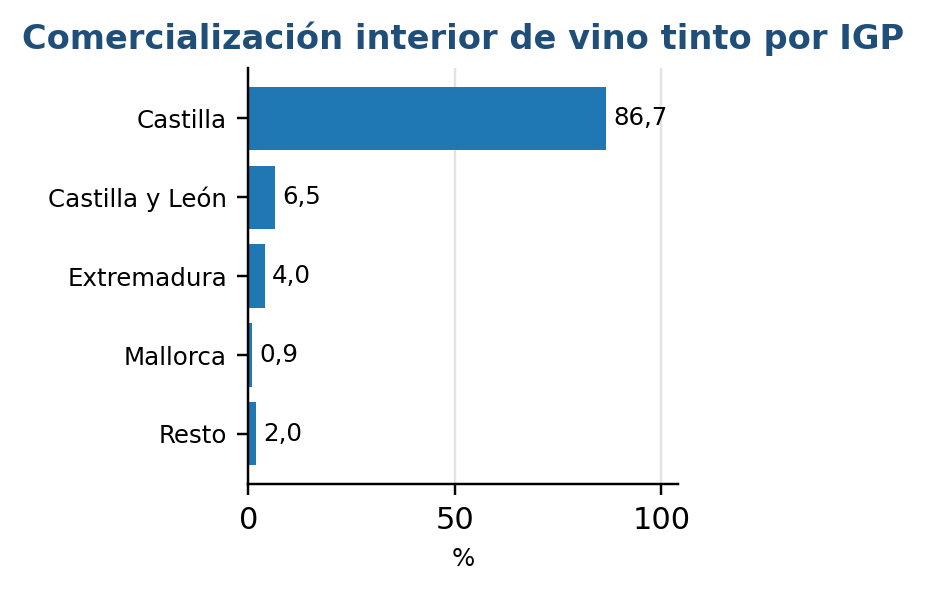 Comercialización interior de vino tinto por IGP
Castilla 86,7
Castilla y León 6,5
Extremadura 4,0
Mallorca 0,9
Resto 2,0
0 50 100
%